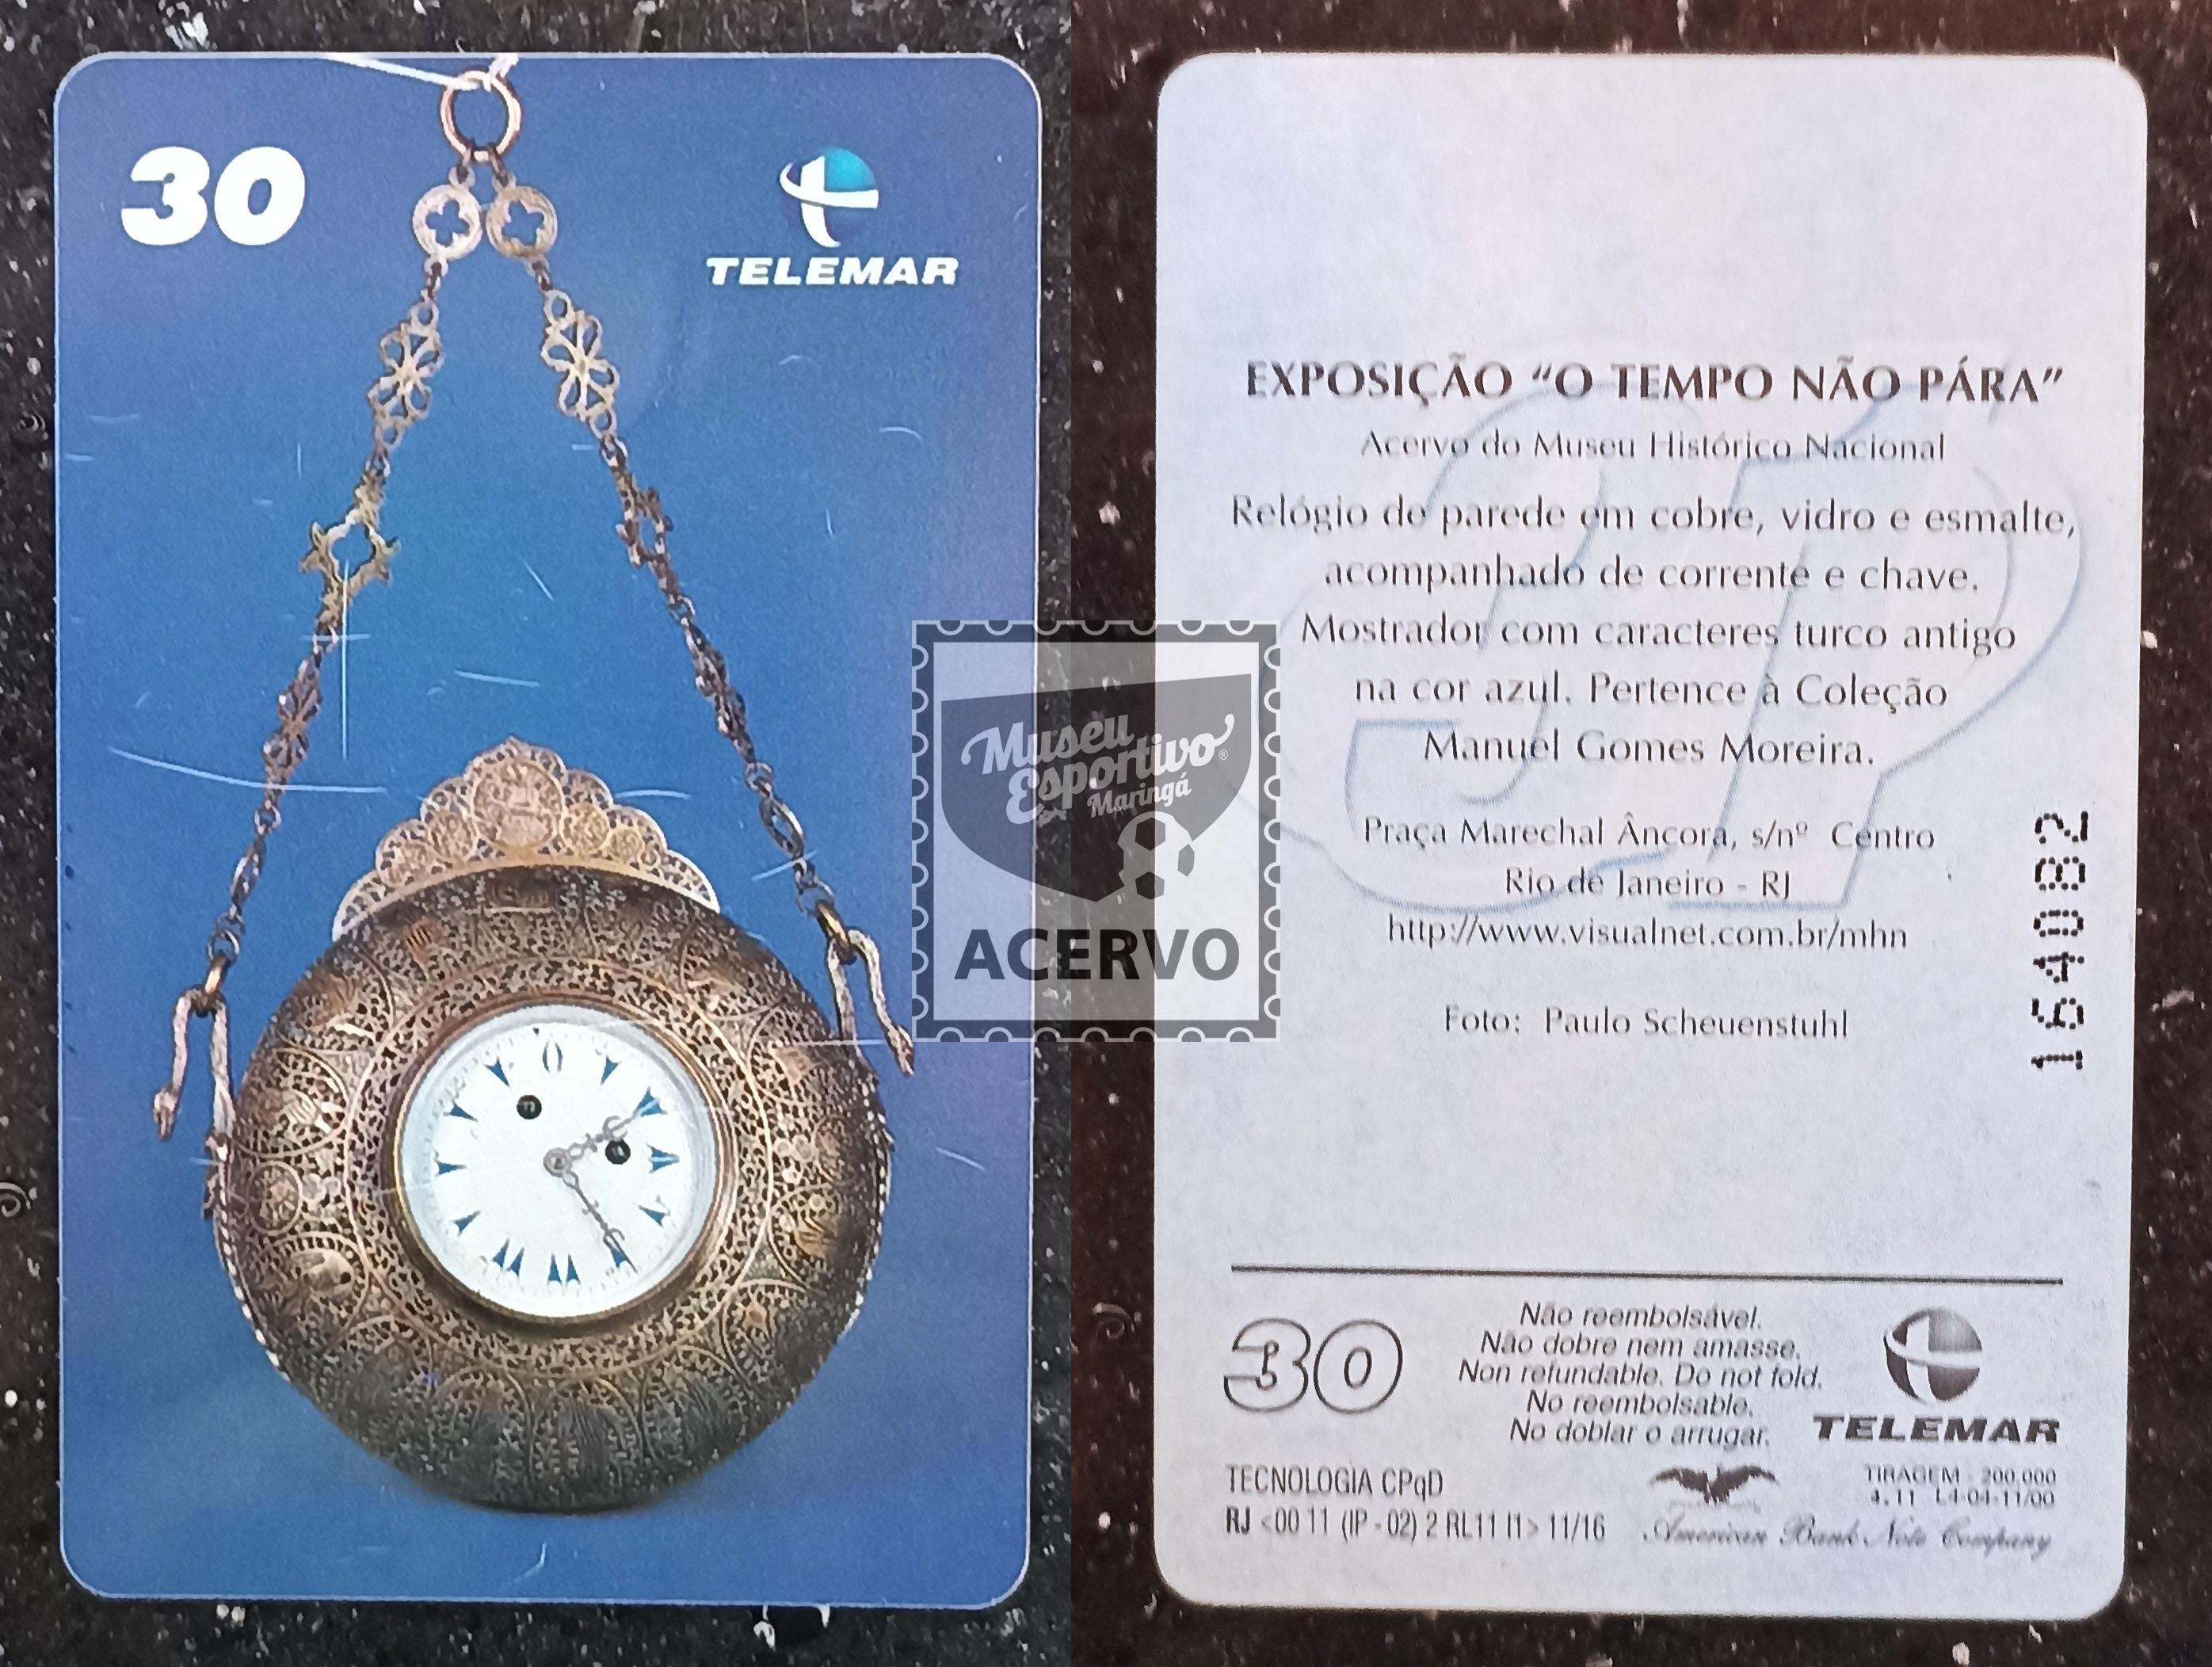 30
TELEMAR
EXPOSIÇÃO “O TEMPO NÃO PÁRA”
Acervo do Museu Histórico Nacional
Relógio de parede em cobre, vidro e esmalte,
acompanhado de corrente e chave.
Mostrador com caracteres turco antigo
na cor azul. Pertence à Coleção
Manuel Gomes Moreira.
Praça Marechal Âncora, s/nº Centro
Rio de Janeiro - RJ
http://www.visualnet.com.br/mhn
Foto: Paulo Scheuenstuhl
Museu
Esportivo®
Maringá
ACERVO
30
Não reembolsável.
Não dobre nem amasse.
Non refundable. Do not fold.
No reembolsable.
No doblar o arrugar.
TELEMAR
TECNOLOGIA CPqD
RJ <00 11 (IP - 02) 2 RL11 I1> 11/16
TIRAGEM - 200.000
4.11 L4-04-11/00
American Bank Note Company